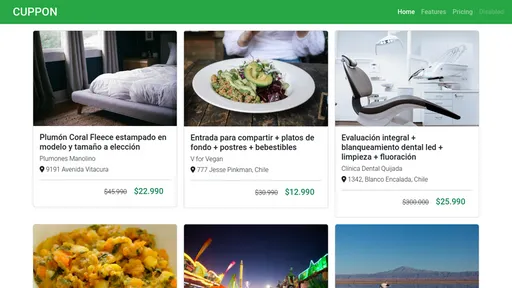 CUPPON
Home Features Pricing Disabled
Plumón Coral Fleece estampado en
modelo y tamaño a elección
Plumones Manolino
9191 Avenida Vitacura
$45.990 $22.990
Entrada para compartir + platos de
fondo + postres + bebestibles
V for Vegan
777 Jesse Pinkman, Chile
$30.990 $12.990
Evaluación integral +
blanqueamiento dental led +
limpieza + fluoración
Clínica Dental Quijada
1342, Blanco Encalada, Chile
$300.000 $25.990